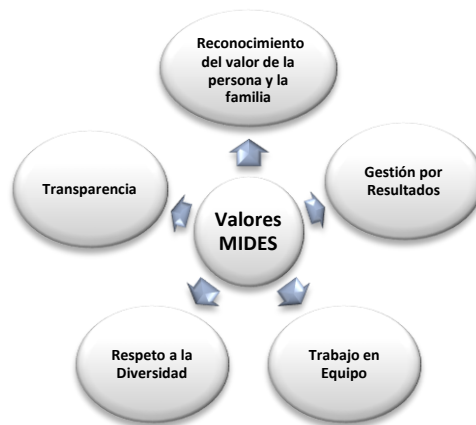 Reconocimiento
del valor de la
persona y la
familia
Transparencia
Gestión por
Resultados
Valores
MIDES
Respeto a la
Diversidad
Trabajo en
Equipo